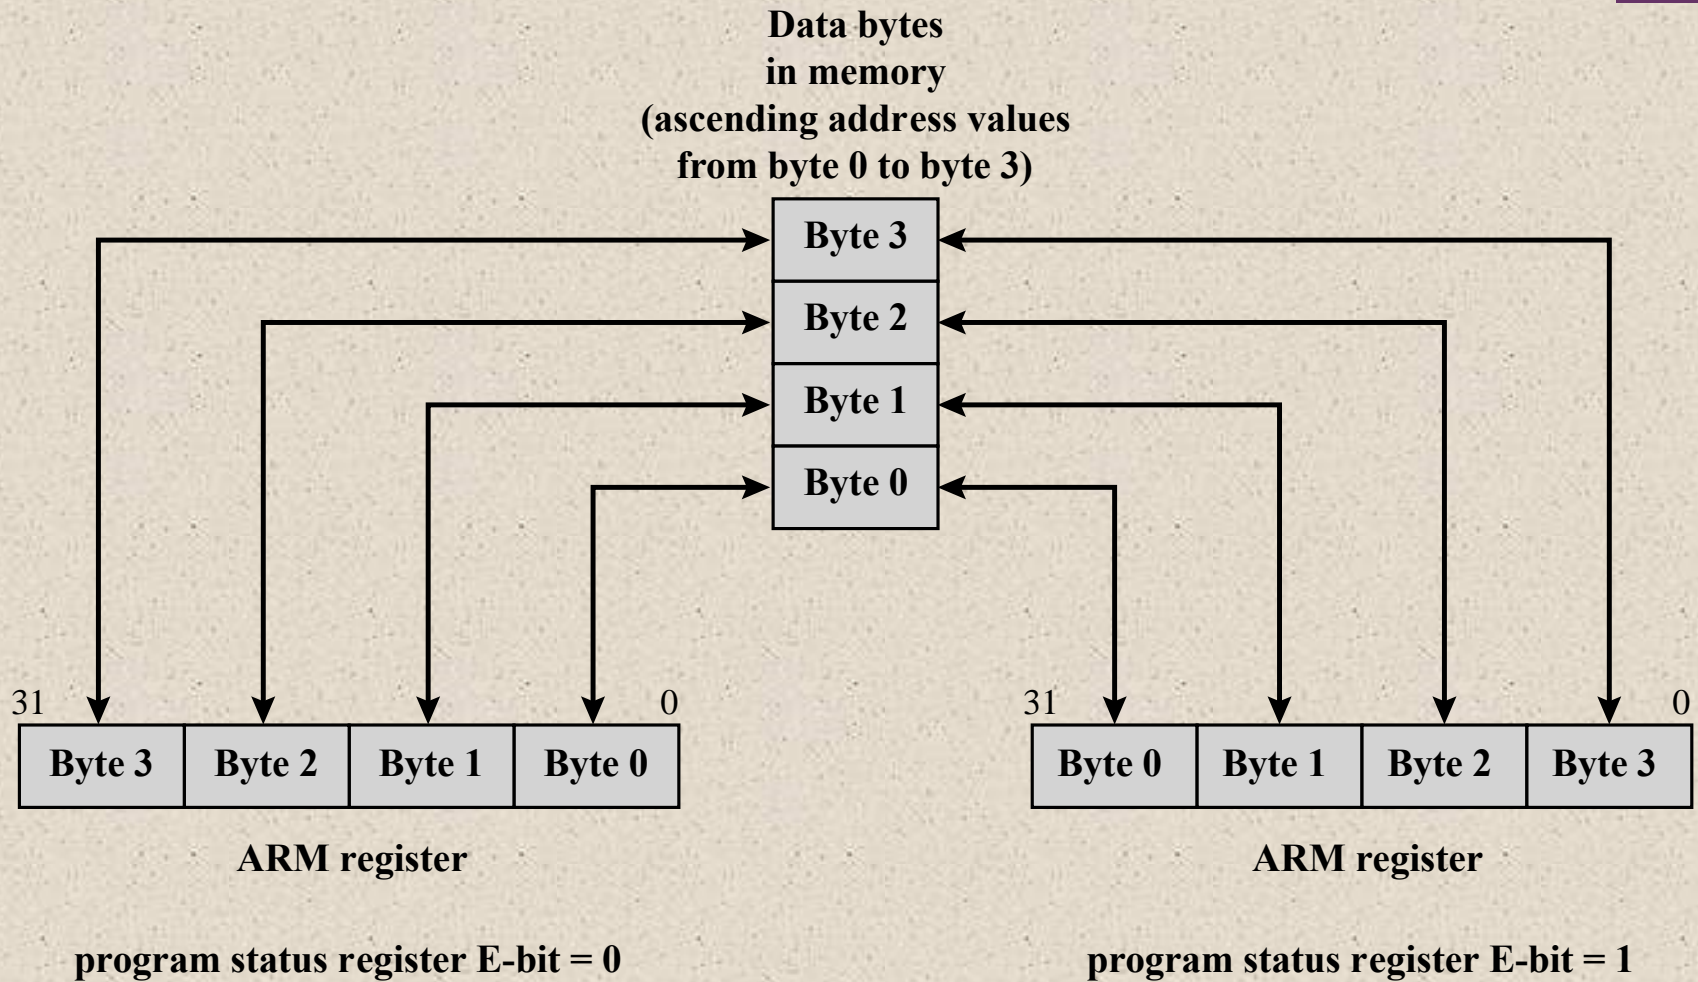 Data bytes
in memory
(ascending address values
from byte 0 to byte 3)
Byte 3
Byte 2
Byte 1
Byte 0
31 0
Byte 3 Byte 2 Byte 1 Byte 0
ARM register
program status register E-bit = 0
31 0
Byte 0 Byte 1 Byte 2 Byte 3
ARM register
program status register E-bit = 1